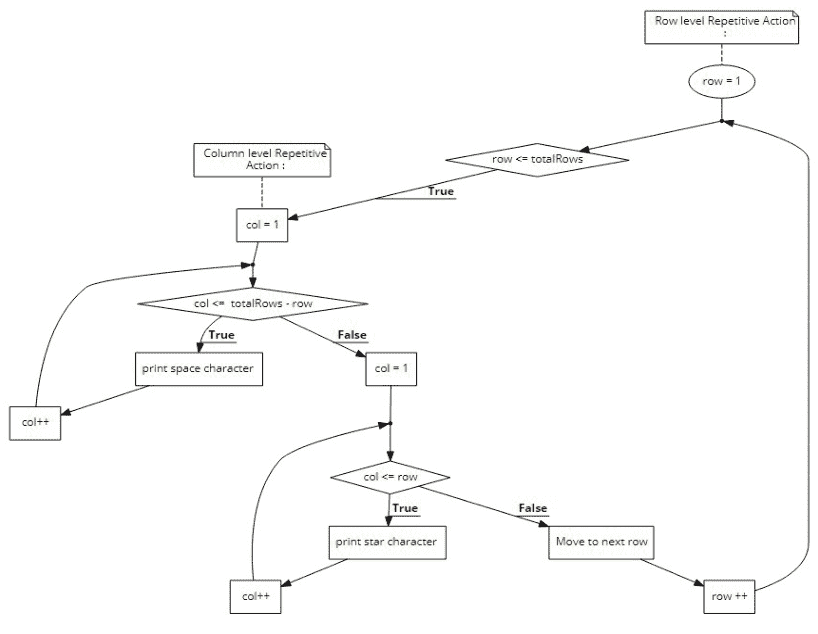 Row level Repetitive Action
:
row = 1
row <= totalRows
Column level Repetitive
Action :
True
col = 1
col <= totalRows - row
True
False
print space character
col = 1
col++
col <= row
True
False
print star character
Move to next row
col++
row ++